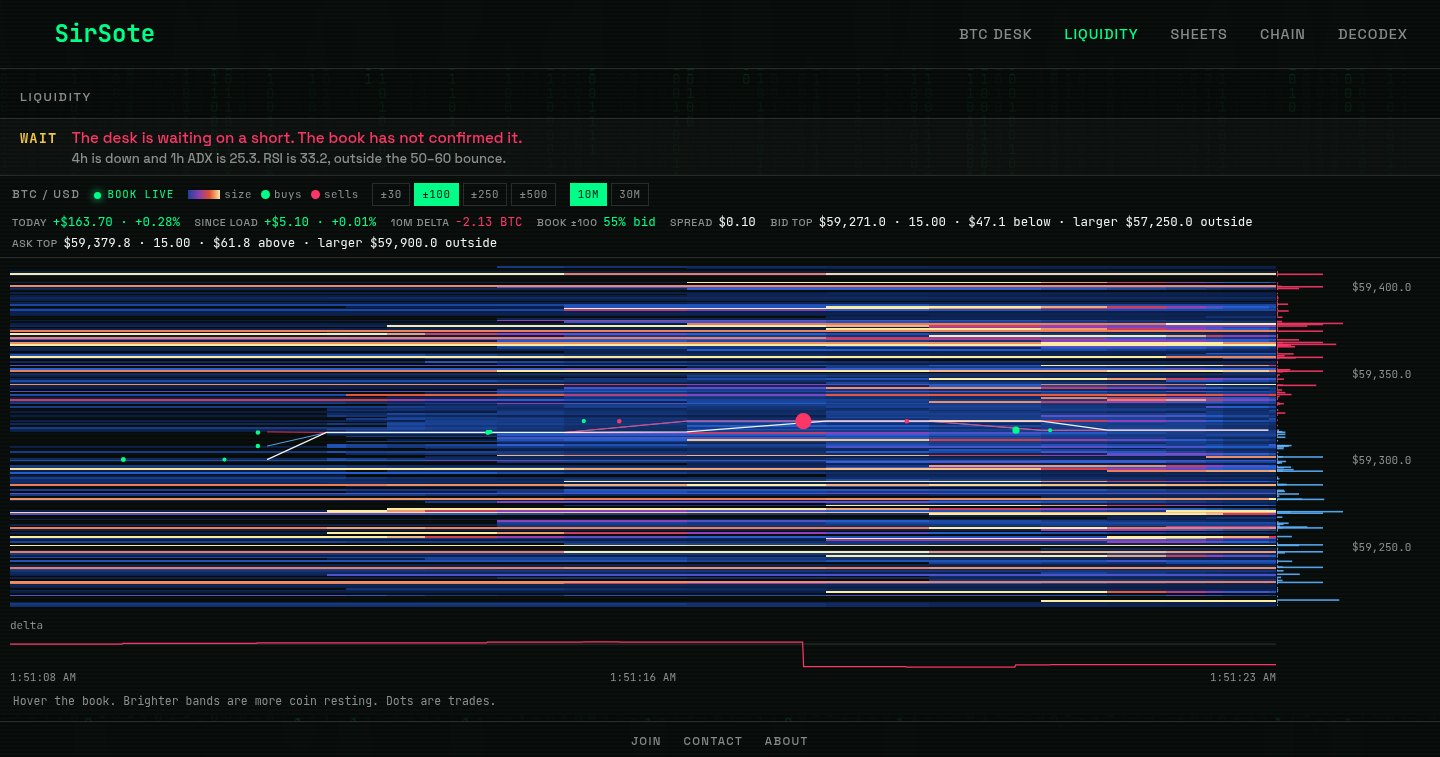 SirSote
BTC DESK LIQUIDITY SHEETS CHAIN DECODEX
LIQUIDITY
WAIT The desk is waiting on a short. The book has not confirmed it.
4h is down and 1h ADX is 25.3. RSI is 33.2, outside the 50–60 bounce.
BTC / USD BOOK LIVE size buys sells ±30 ±100 ±250 ±500 10M 30M
TODAY +$163.70 · +0.28% SINCE LOAD +$5.10 · +0.01% 10M DELTA -2.13 BTC BOOK ±100 55% bid SPREAD $0.10 BID TOP $59,271.0 · 15.00 · $47.1 below · larger $57,250.0 outside
ASK TOP $59,379.8 · 15.00 · $61.8 above · larger $59,900.0 outside
$59,400.0
$59,350.0
$59,300.0
$59,250.0
delta
1:51:08 AM 1:51:16 AM 1:51:23 AM
Hover the book. Brighter bands are more coin resting. Dots are trades.
JOIN CONTACT ABOUT